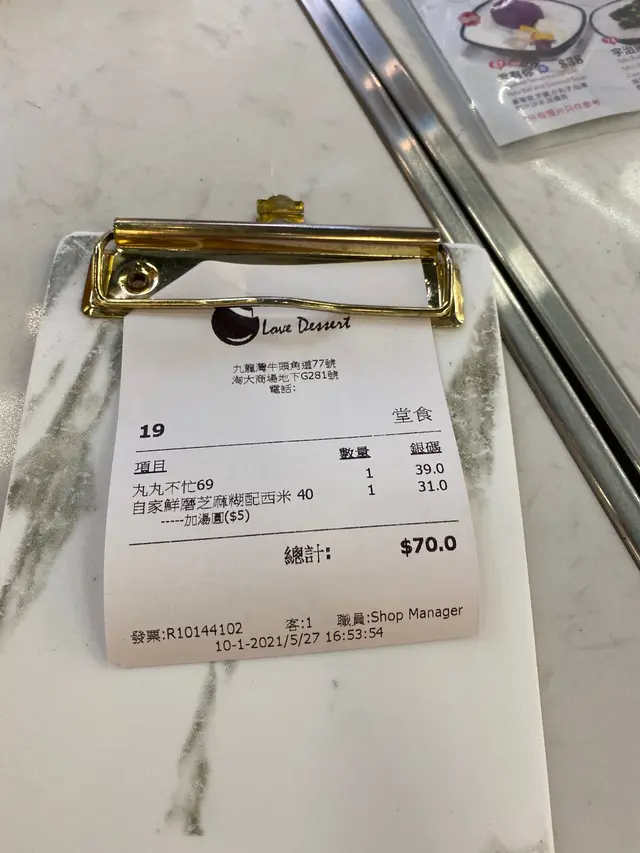 $38
Love Dessert
九龍灣牛頭角道77號
淘大商場地下G281號
電話:
19 堂食
項目 數量 銀碼
丸丸不忙69 1 39.0
自家鮮磨芝麻糊配西米 40 1 31.0
-----加湯圓($5)
總計: $70.0
發票:R10144102 客:1 職員:Shop Manager
10-1-2021/5/27 16:53:54